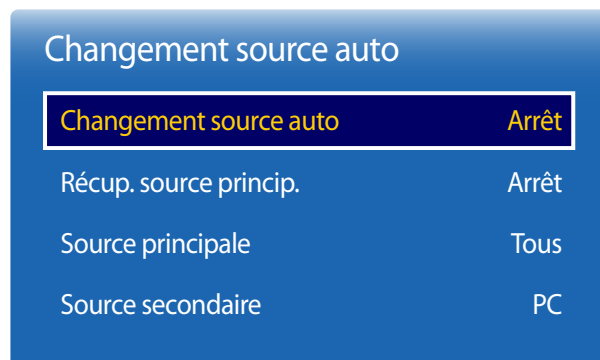 Changement source auto
Changement source auto Arrêt
Récup. source princip. Arrêt
Source principale Tous
Source secondaire PC